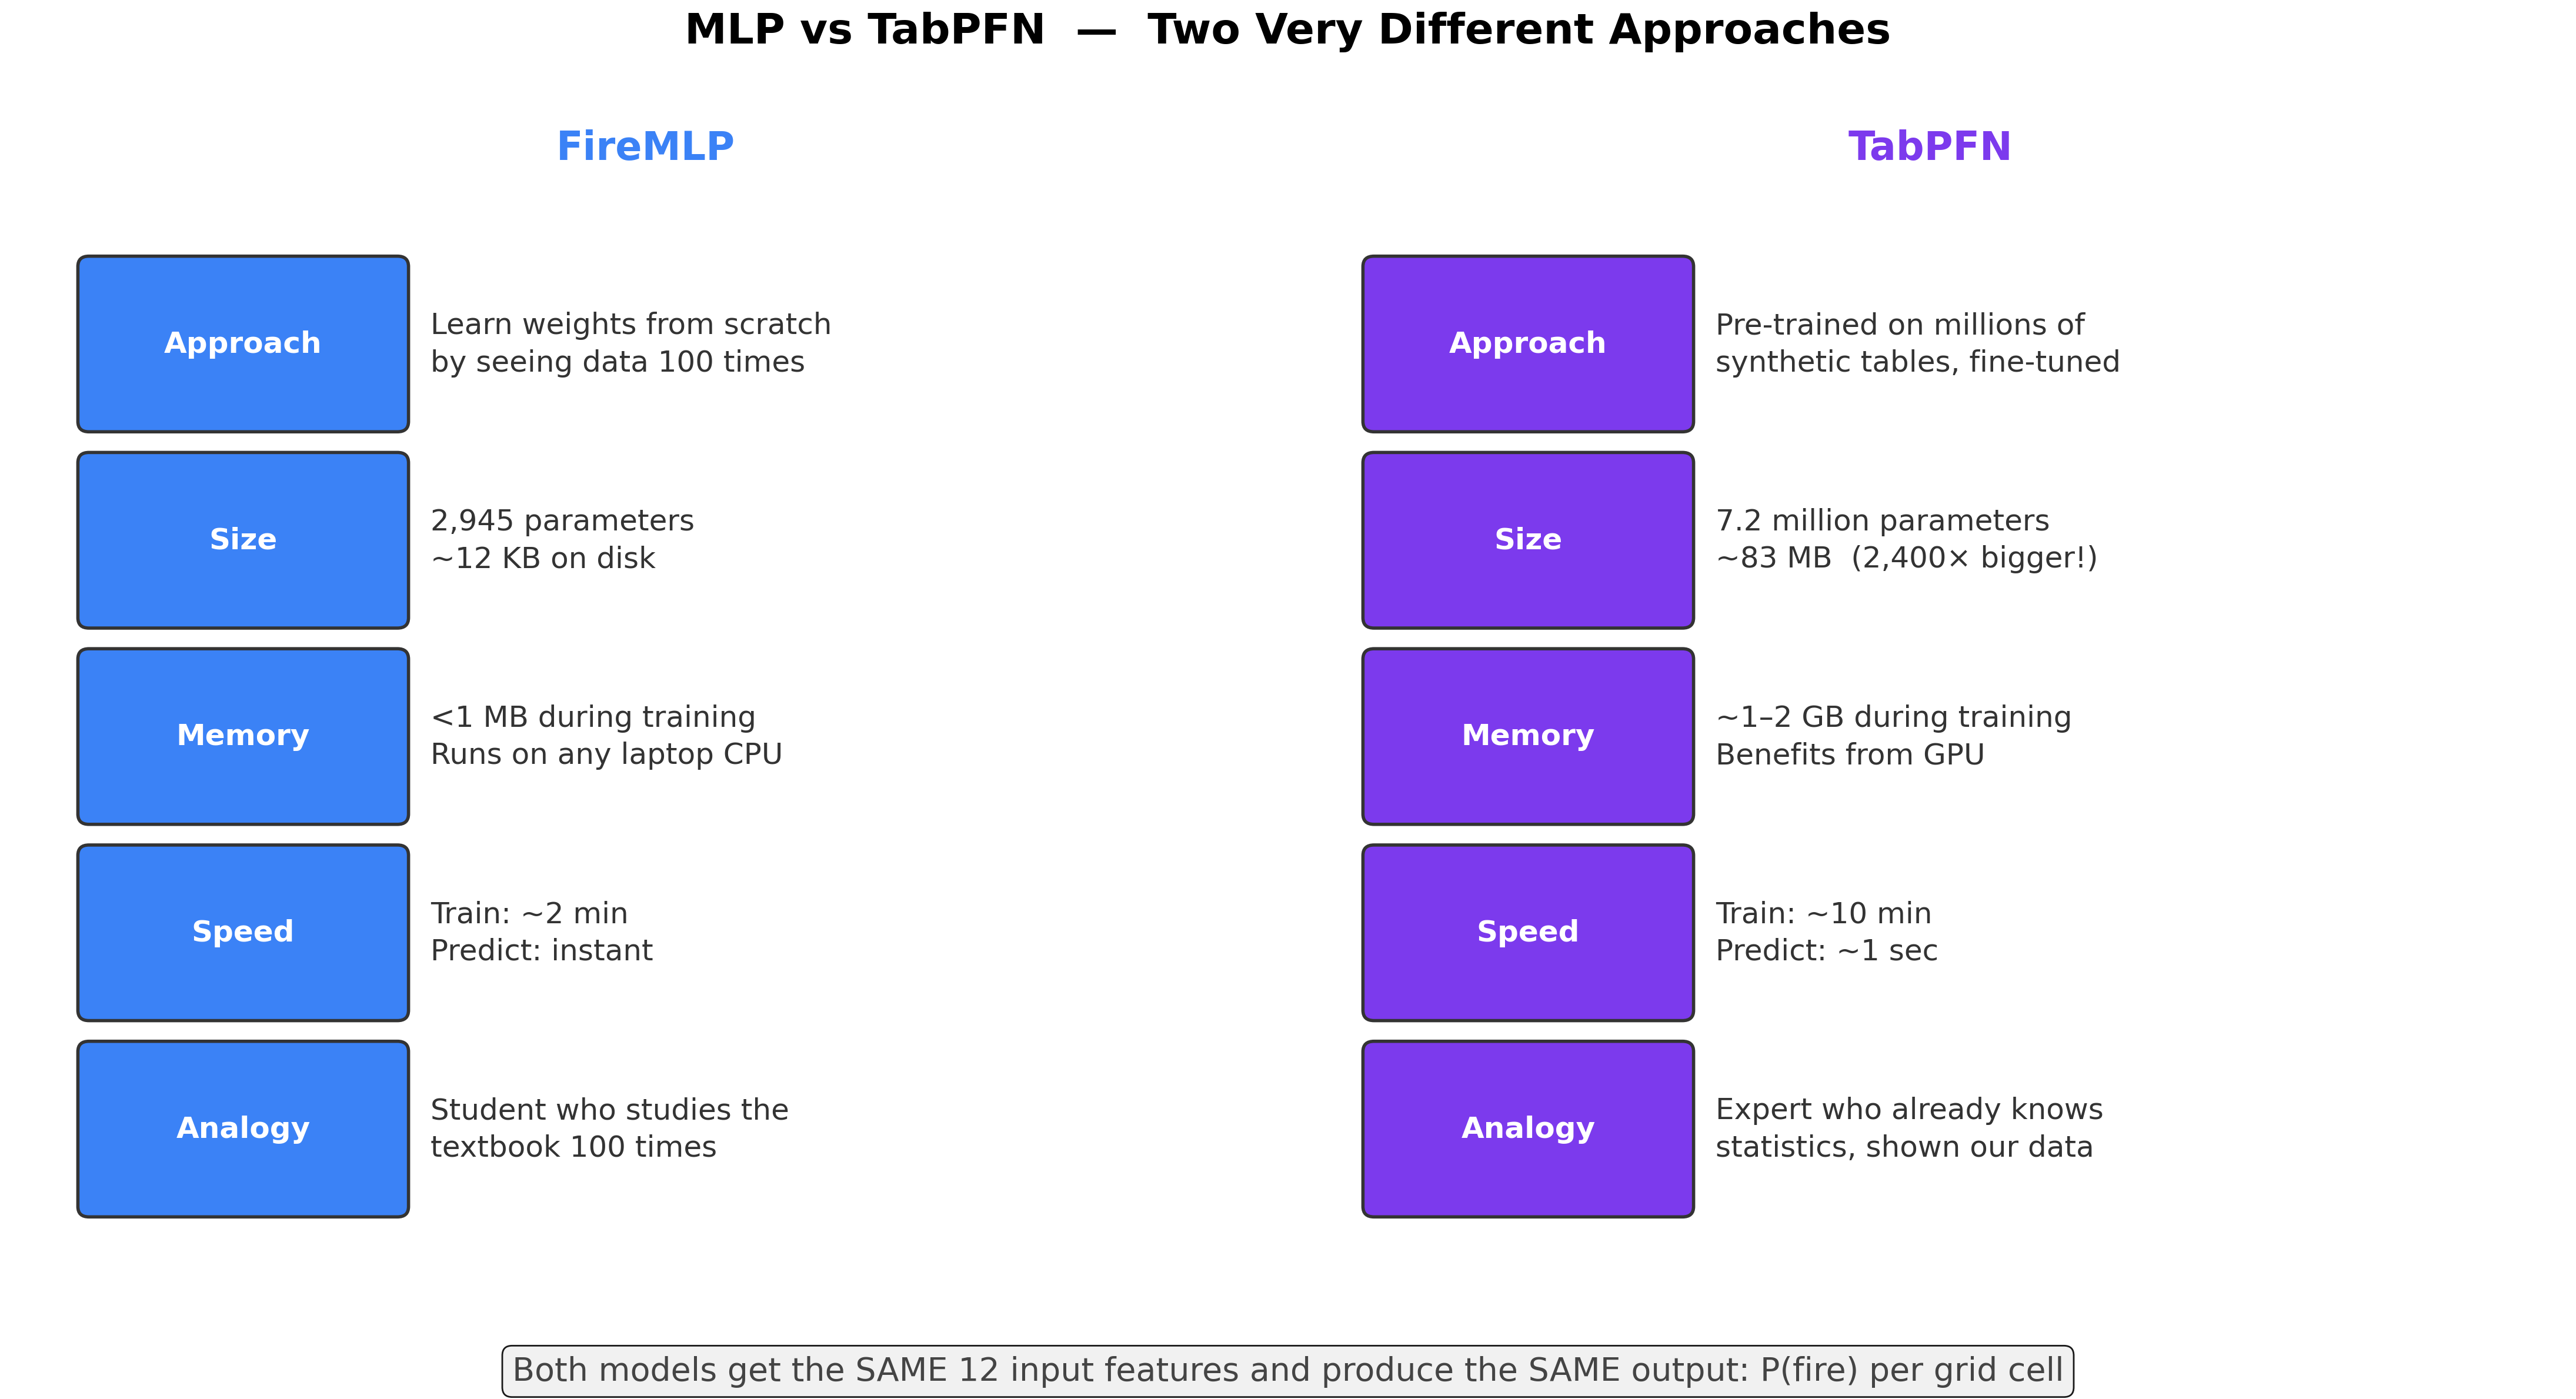 MLP vs TabPFN — Two Very Different Approaches
FireMLP
Approach
Learn weights from scratch
by seeing data 100 times
Size
2,945 parameters
~12 KB on disk
Memory
<1 MB during training
Runs on any laptop CPU
Speed
Train: ~2 min
Predict: instant
Analogy
Student who studies the
textbook 100 times
TabPFN
Approach
Pre-trained on millions of
synthetic tables, fine-tuned
Size
7.2 million parameters
~83 MB (2,400× bigger!)
Memory
~1–2 GB during training
Benefits from GPU
Speed
Train: ~10 min
Predict: ~1 sec
Analogy
Expert who already knows
statistics, shown our data
Both models get the SAME 12 input features and produce the SAME output: P(fire) per grid cell